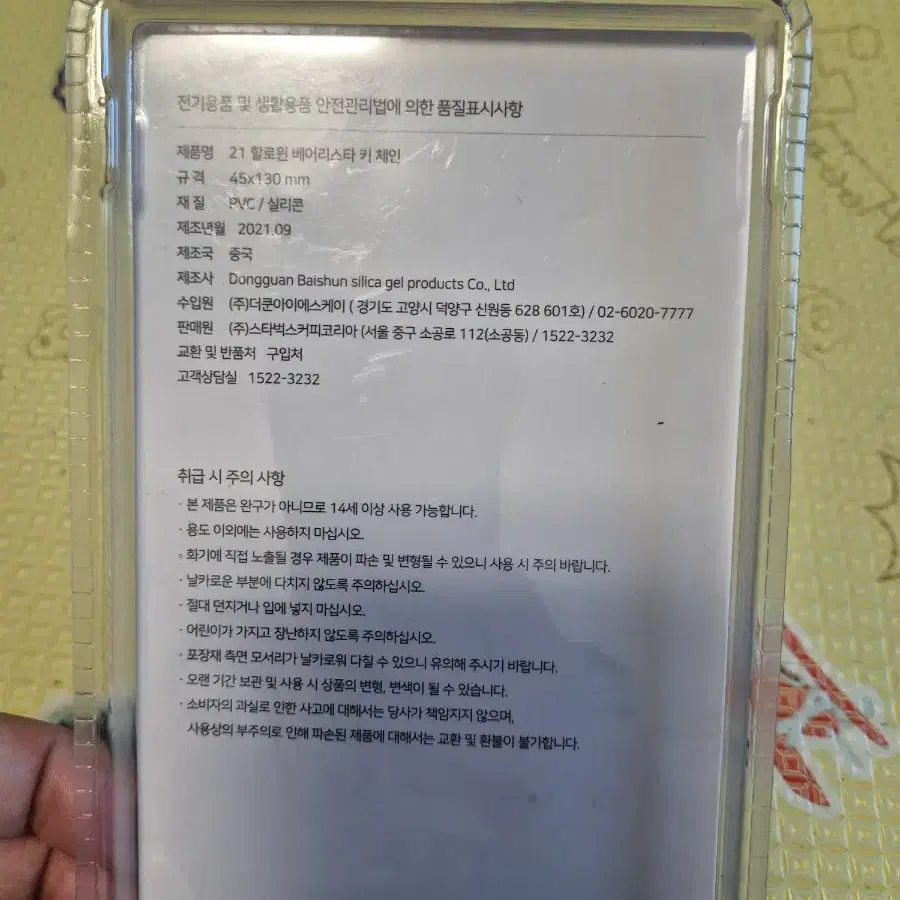 전기용품 및 생활용품 안전관리법에 의한 품질표시사항
제품명 21 할로윈 베어리스타 키 체인
규 격 45x130 mm
재 질 PVC / 실리콘
제조년월 2021.09
제조국 중국
제조사 Dongguan Baishun silica gel products Co., Ltd
수입원 (주)더쿤아이에스케이 ( 경기도 고양시 덕양구 신원동 628 601호) / 02-6020-7777
판매원 (주)스타벅스커피코리아 (서울 중구 소공로 112(소공동) / 1522-3232
교환 및 반품처 구입처
고객상담실 1522-3232
취급 시 주의 사항
· 본 제품은 완구가 아니므로 14세 이상 사용 가능합니다.
· 용도 이외에는 사용하지 마십시오.
· 화기에 직접 노출될 경우 제품이 파손 및 변형될 수 있으니 사용 시 주의 바랍니다.
· 날카로운 부분에 다치지 않도록 주의하십시오.
· 절대 던지거나 입에 넣지 마십시오.
· 어린이가 가지고 장난하지 않도록 주의하십시오.
· 포장재 측면 모서리가 날카로워 다칠 수 있으니 유의해 주시기 바랍니다.
· 오랜 기간 보관 및 사용 시 상품의 변형, 변색이 될 수 있습니다.
· 소비자의 과실로 인한 사고에 대해서는 당사가 책임지지 않으며,
사용상의 부주의로 인해 파손된 제품에 대해서는 교환 및 환불이 불가합니다.